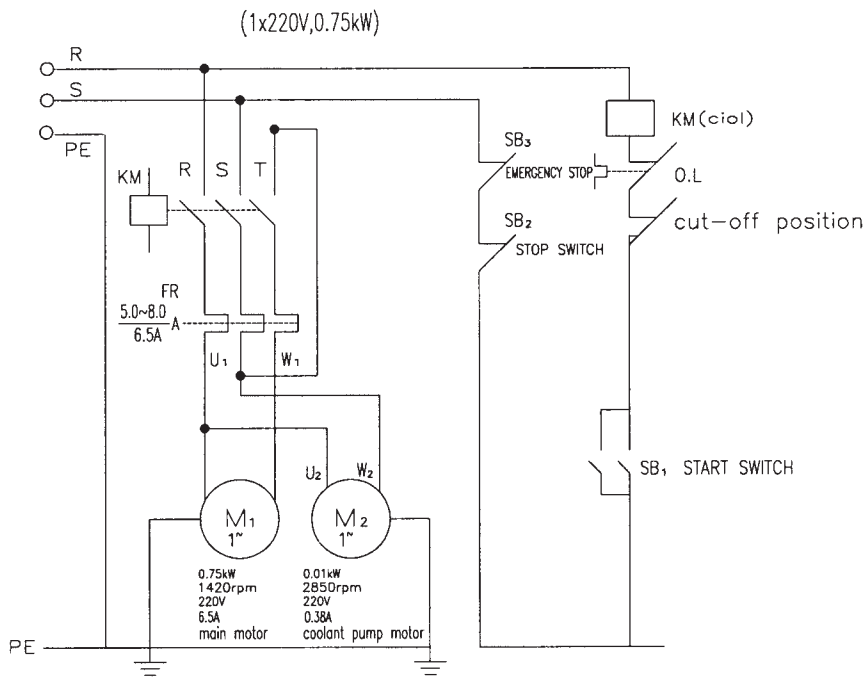 (1x220V,0.75kW)
R
S
PE
R S T
KM
FR
5.0~8.0
6.5A
A
U1
W1
U2
W2
M1
1~
M2
1~
0.75kW
1420rpm
220V
6.5A
main motor
0.01kW
2850rpm
220V
0.38A
coolant pump motor
PE
SB3
EMERGENCY STOP
SB2
STOP SWITCH
KM(ciol)
O.L
cut-off position
SB1 START SWITCH